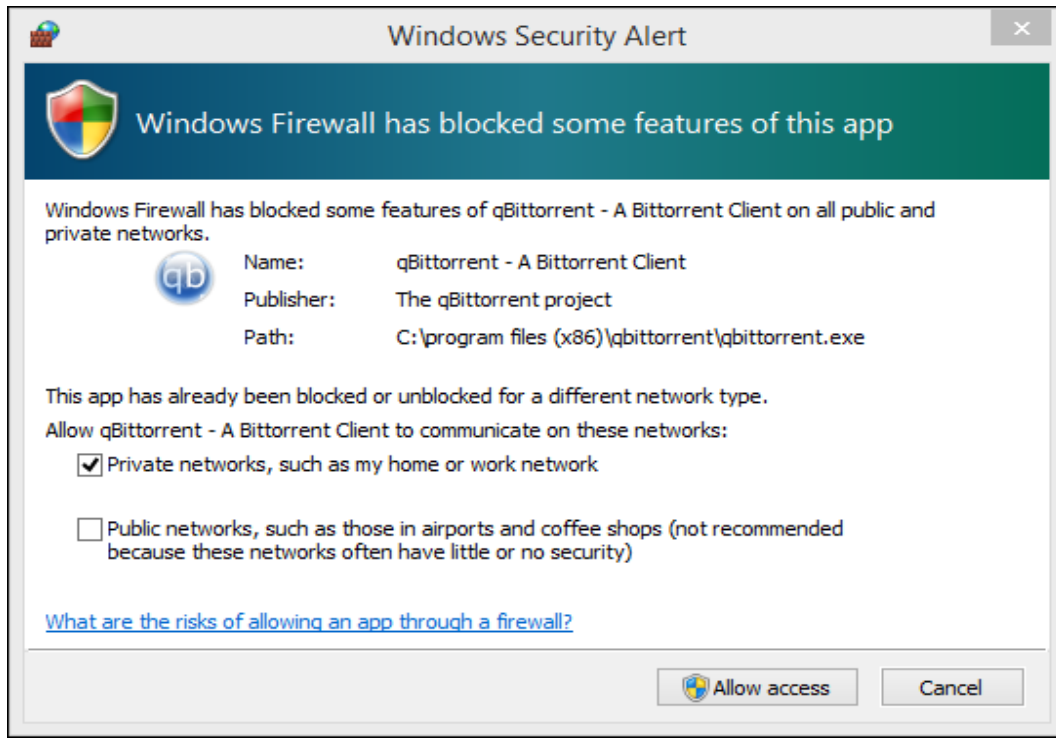 Windows Security Alert
Windows Firewall has blocked some features of this app
Windows Firewall has blocked some features of qBittorrent - A Bittorrent Client on all public and
private networks.
qb
Name: qBittorrent - A Bittorrent Client
Publisher: The qBittorrent project
Path: C:\program files (x86)\qbittorrent\qbittorrent.exe
This app has already been blocked or unblocked for a different network type.
Allow qBittorrent - A Bittorrent Client to communicate on these networks:
Private networks, such as my home or work network
Public networks, such as those in airports and coffee shops (not recommended
because these networks often have little or no security)
What are the risks of allowing an app through a firewall?
Allow access Cancel